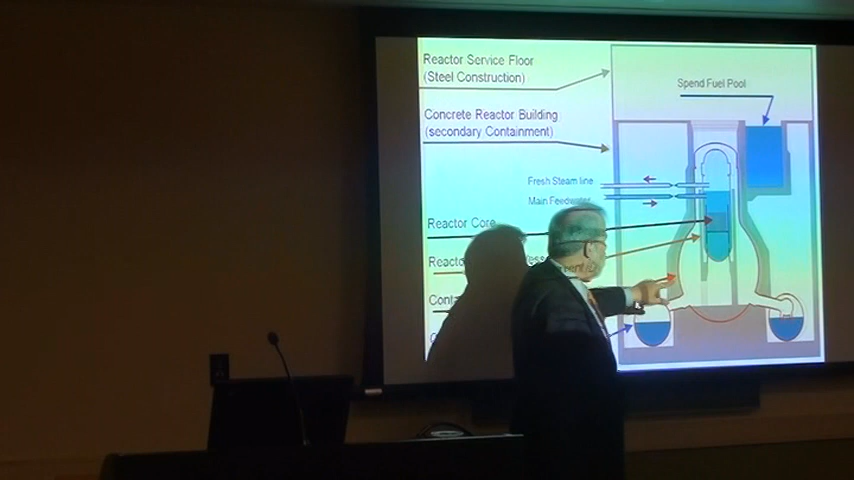 Reactor Service Floor
(Steel Construction)
Spend Fuel Pool
Concrete Reactor Building
(secondary Containment)
Fresh Steam line
Main Feedwater
Reactor Core